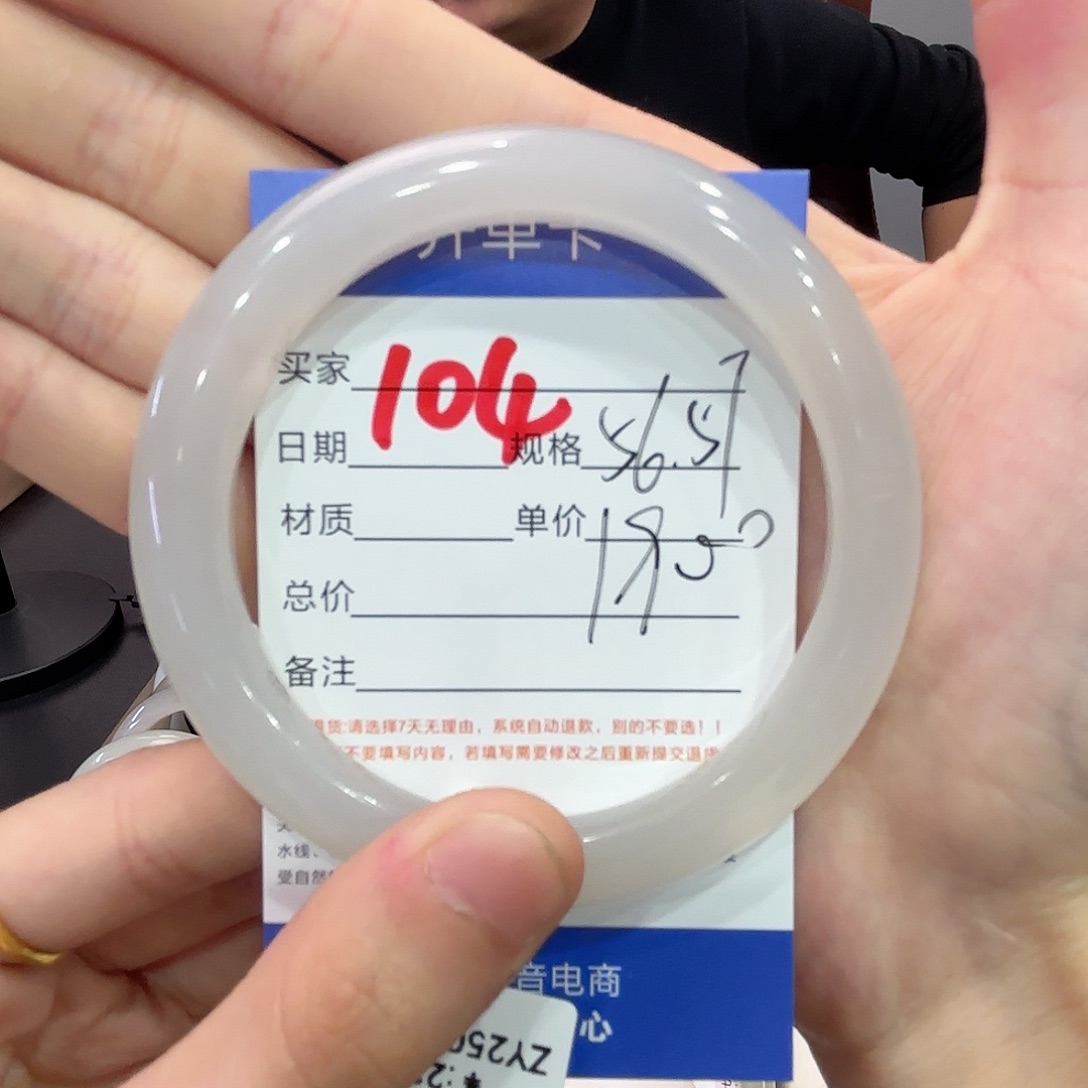 开单卡
买家
104
日期 规格 56.5
材质 单价
总价
备注
退货:请选择7天无理由，系统自动退款，别的不要选！！
不要填写内容，若填写需要修改之后重新提交退货
水线、
受自然
音电商
心
ZY250